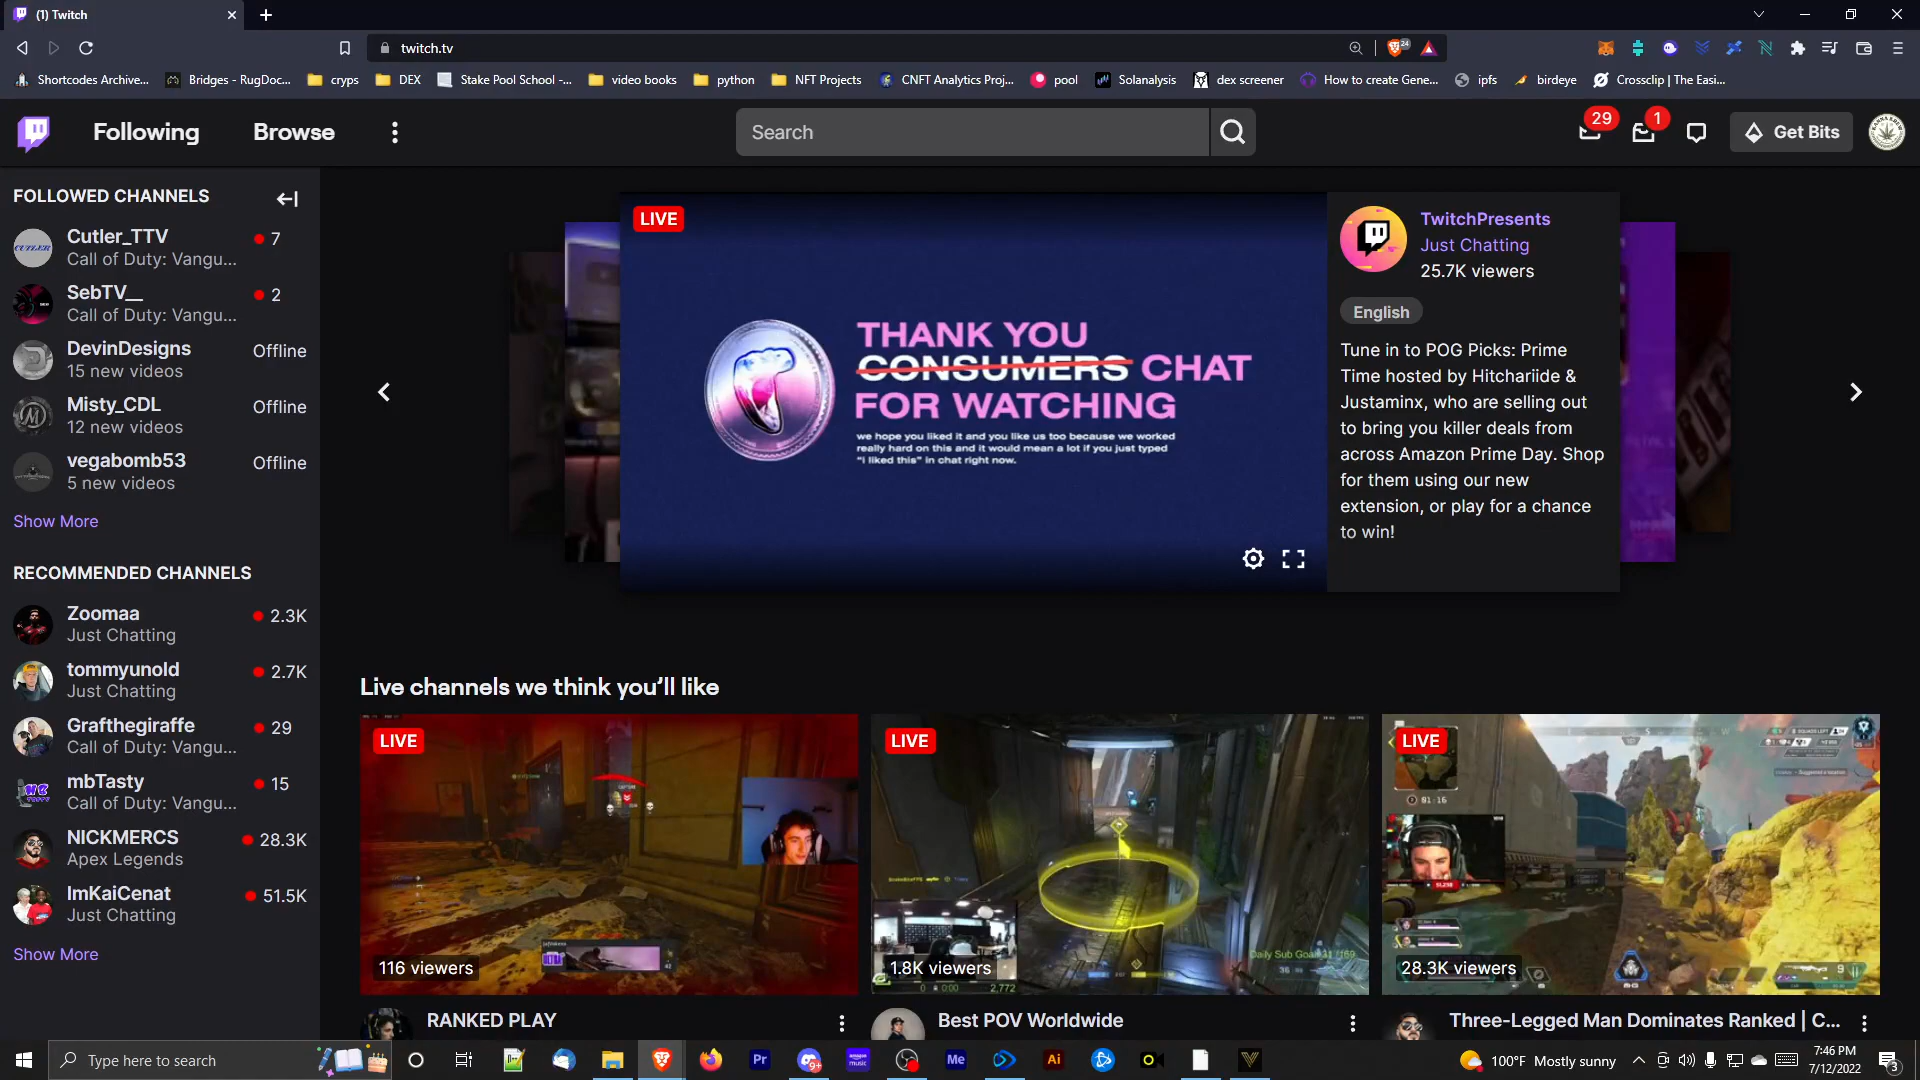 (1) Twitch
twitch.tv
24
Shortcodes Archive...
Bridges - RugDoc...
cryps
DEX
Stake Pool School -...
video books
python
NFT Projects
CNFT Analytics Proj...
pool
Solanalysis
dex screener
How to create Gene...
ipfs
birdeye
Crossclip | The Easi...
Following
Browse
Search
29
1
Get Bits
FOLLOWED CHANNELS
Cutler_TTV
7
Call of Duty: Vangu...
SebTV__
2
Call of Duty: Vangu...
DevinDesigns
Offline
15 new videos
Misty_CDL
Offline
12 new videos
vegabomb53
Offline
5 new videos
Show More
RECOMMENDED CHANNELS
Zoomaa
2.3K
Just Chatting
tommyunold
2.7K
Just Chatting
Grafthegiraffe
29
Call of Duty: Vangu...
mbTasty
15
Call of Duty: Vangu...
NICKMERCS
28.3K
Apex Legends
ImKaiCenat
51.5K
Just Chatting
Show More
LIVE
THANK YOU
CONSUMERS CHAT
FOR WATCHING
we hope you liked it and you like us too because we worked
really hard on this and it would mean a lot if you just typed
"i liked this" in chat right now.
TwitchPresents
Just Chatting
25.7K viewers
English
Tune in to POG Picks: Prime
Time hosted by Hitchariide &
Justaminx, who are selling out
to bring you killer deals from
across Amazon Prime Day. Shop
for them using our new
extension, or play for a chance
to win!
Live channels we think you'll like
LIVE
116 viewers
RANKED PLAY
LIVE
1.8K viewers
2,772
Best POV Worldwide
LIVE
01:16
28.3K viewers
9
Three-Legged Man Dominates Ranked | C...
Type here to search
Pr
9+
music
Me
Ai
100°F Mostly sunny
7:46 PM
7/12/2022
3